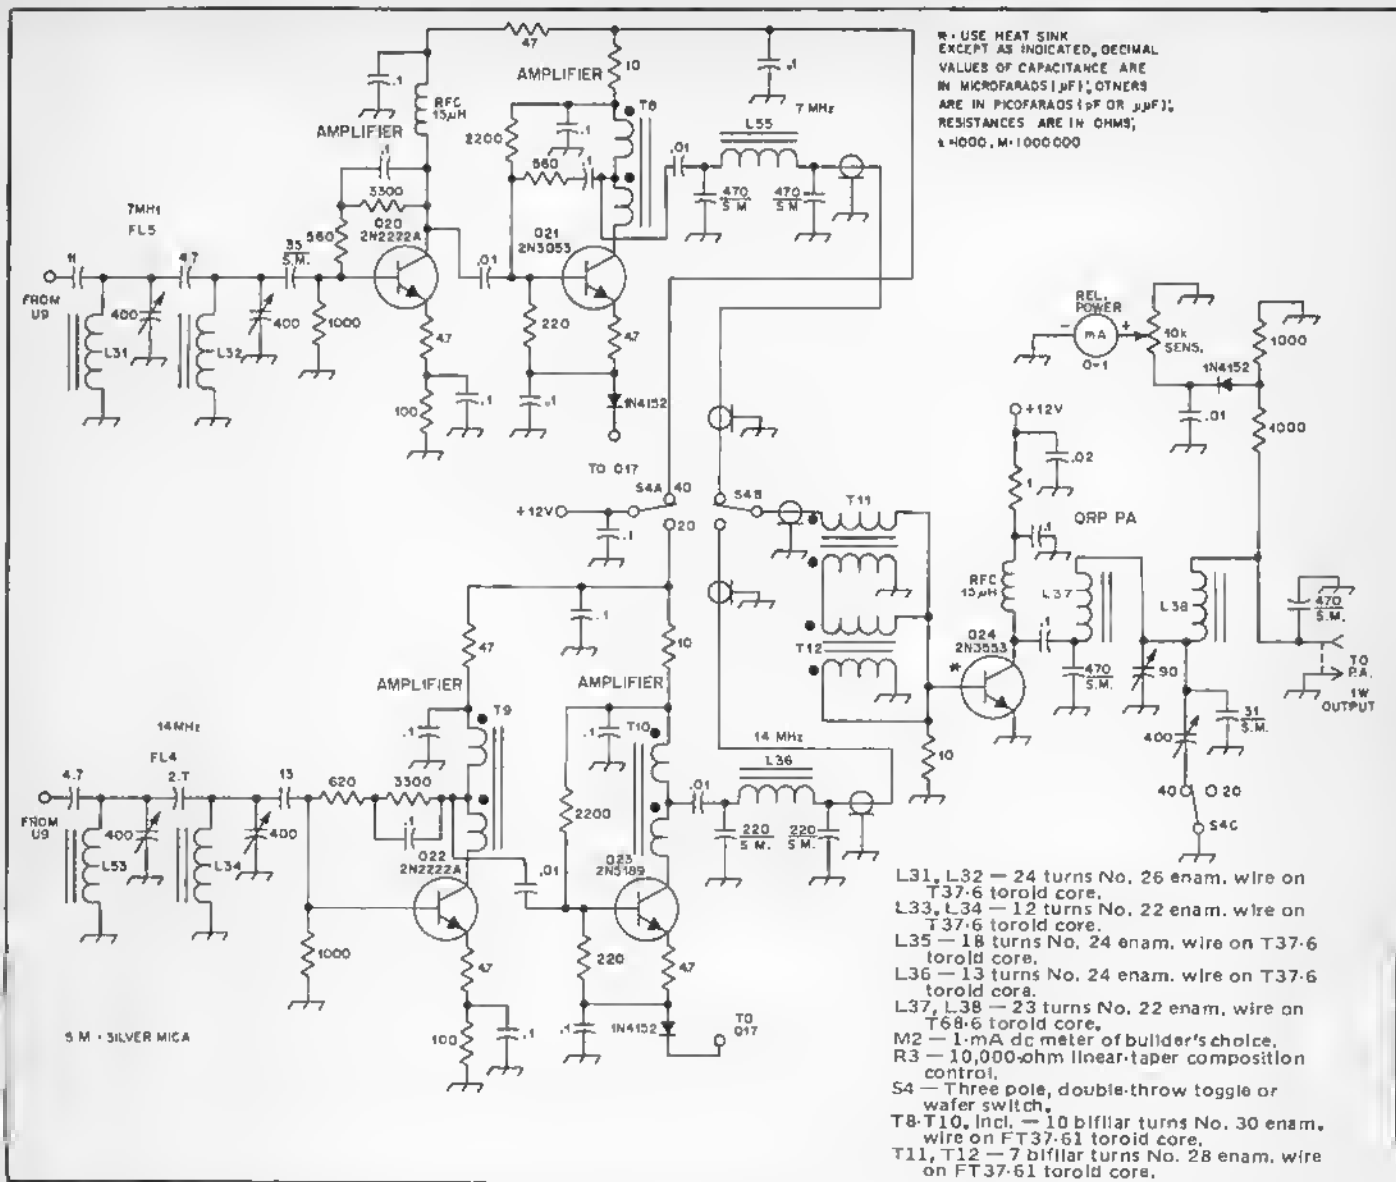 * - USE HEAT SINK
EXCEPT AS INDICATED, DECIMAL
VALUES OF CAPACITANCE ARE
IN MICROFARADS (µF); OTHERS
ARE IN PICOFARADS (pF OR µµF);
RESISTANCES ARE IN OHMS;
k=1000, M=1000 000
47
.1
AMPLIFIER
10
.1
RFC
15µH
T8
7 MHz
L55
AMPLIFIER
2200
.1
.1
560
.1
.01
3300
470
S.M.
470
S.M.
7MHz
FL5
Q20
2N2222A
Q21
2N3053
560
35
S.M.
11
4.7
.01
FROM
U9
400
400
1000
L31
L32
47
220
47
100
.1
.1
1N4152
TO Q17
REL.
POWER
-
mA
+
0-1
10k
SENS.
1000
1N4152
.01
1000
+12V
.02
1
S4A
40
S4B
+12V
20
.1
T11
QRP PA
.1
RFC
15µH
L37
L38
470
S.M.
T12
Q24
2N3553
*
.1
470
S.M.
90
TO
P.A.
1W
OUTPUT
31
S.M.
400
10
40
20
S4C
47
.1
10
AMPLIFIER
AMPLIFIER
T9
T10
.1
.1
14MHz
FL4
14 MHz
L36
4.7
2.T
13
620
3300
.1
2200
.01
FROM
U9
400
400
L53
L34
Q22
2N2222A
.01
Q23
2N5189
220
S.M.
220
S.M.
1000
47
220
47
100
.1
.1
1N4152
TO
Q17
S M - SILVER MICA
L31, L32 — 24 turns No. 26 enam. wire on
T37-6 toroid core.
L33, L34 — 12 turns No. 22 enam. wire on
T37-6 toroid core.
L35 — 18 turns No. 24 enam. wire on T37-6
toroid core.
L36 — 13 turns No. 24 enam. wire on T37-6
toroid core.
L37, L38 — 23 turns No. 22 enam. wire on
T68-6 toroid core.
M2 — 1-mA dc meter of builder's choice.
R3 — 10,000-ohm linear-taper composition
control.
S4 — Three pole, double-throw toggle or
wafer switch.
T8-T10, incl. — 10 bifilar turns No. 30 enam.
wire on FT37-61 toroid core.
T11, T12 — 7 bifilar turns No. 28 enam. wire
on FT37-61 toroid core.